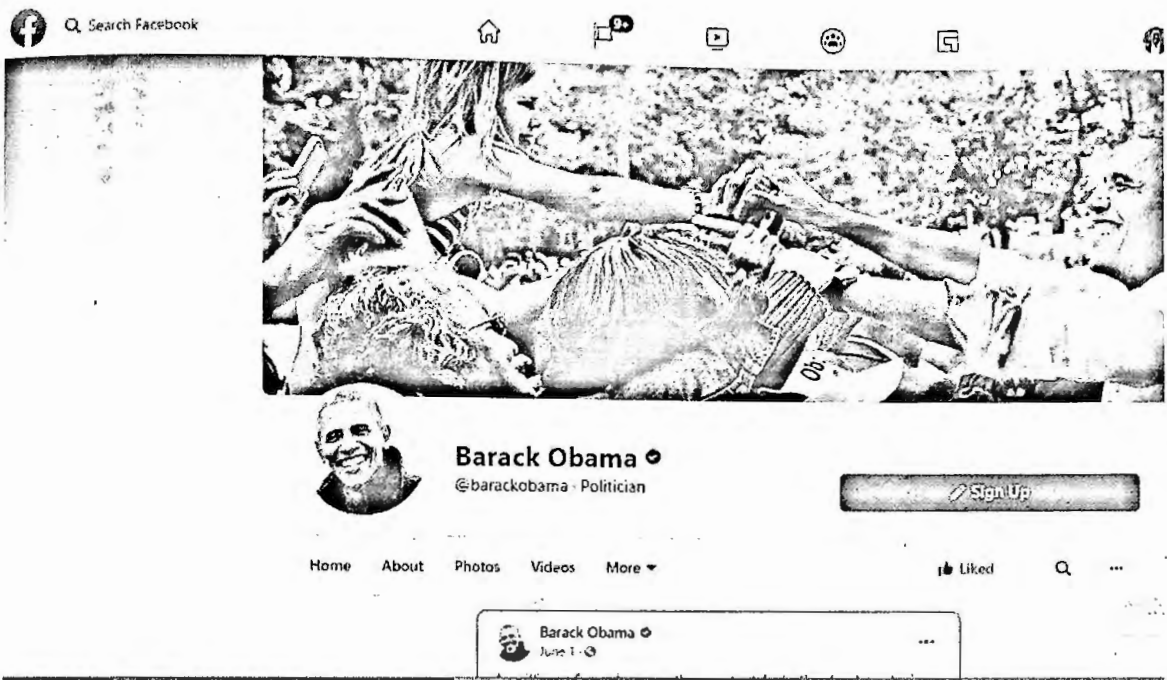 Search Facebook
9+
Ob
Barack Obama
@barackobama · Politician
Sign Up
Home About Photos Videos More
Liked
Barack Obama
June 1 ·